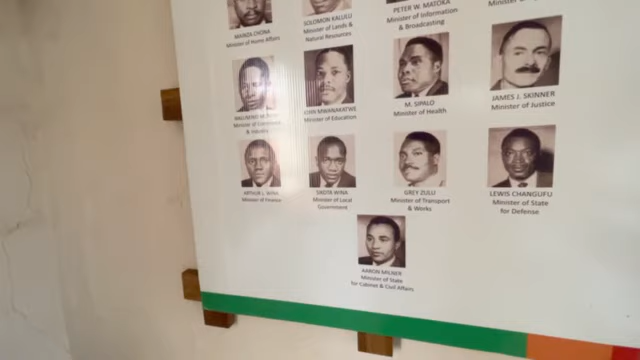 MAINZA CHONA
Minister of Home Affairs
SOLOMON KALULU
Minister of Lands &
Natural Resources
PETER W. MATOKA
Minister of Information
& Broadcasting
Minister of Commerce
& Industry
JOHN MWANAKATWE
Minister of Education
M. SIPALO
Minister of Health
JAMES J. SKINNER
Minister of Justice
ARTHUR L. WINA
Minister of Finance
SIKOTA WINA
Minister of Local
Government
GREY ZULU
Minister of Transport
& Works
LEWIS CHANGUFU
Minister of State
for Defense
AARON MILNER
Minister of State
for Cabinet & Civil Affairs